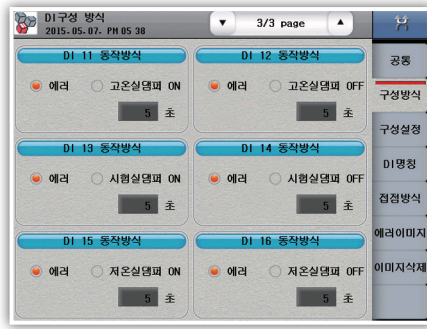 DI구성 방식
2015.05.07. PM 05 38
▼ 3/3 page ▲
DI 11 동작방식
에러 고온실댐퍼 ON
5 초
DI 12 동작방식
에러 고온실댐퍼 OFF
5 초
DI 13 동작방식
에러 시험실댐퍼 ON
5 초
DI 14 동작방식
에러 시험실댐퍼 OFF
5 초
DI 15 동작방식
에러 저온실댐퍼 ON
5 초
DI 16 동작방식
에러 저온실댐퍼 OFF
5 초
공통
구성방식
구성설정
DI명칭
접점방식
에러이미지
이미지삭제